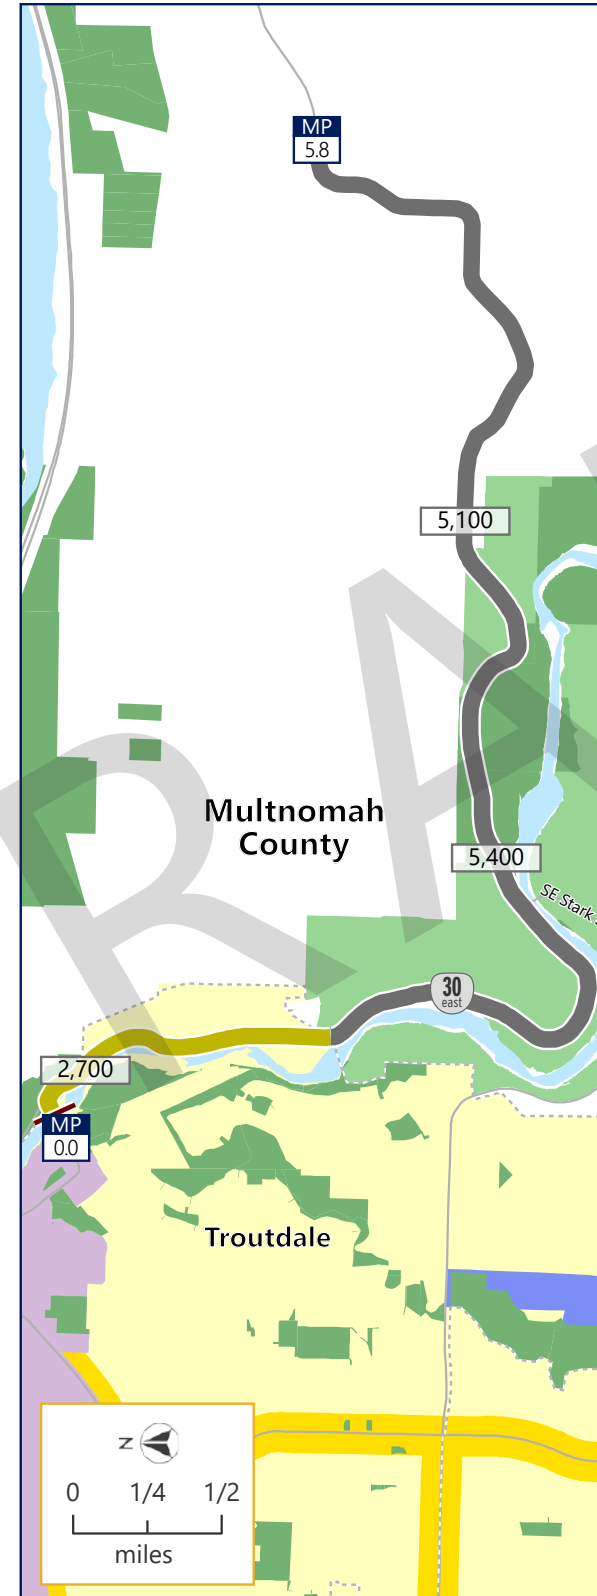 MP
5.8
5,100
Multnomah
County
5,400
SE Stark
30
east
2,700
MP
0.0
Troutdale
N
0 1/4 1/2
miles
RA